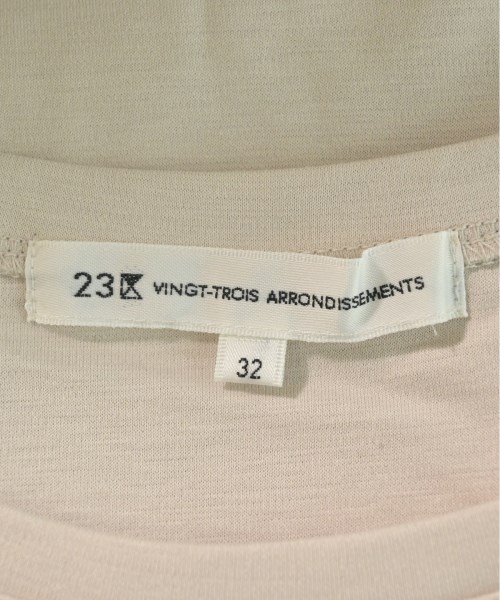 23区 VINGT-TROIS ARRONDISSEMENTS
32